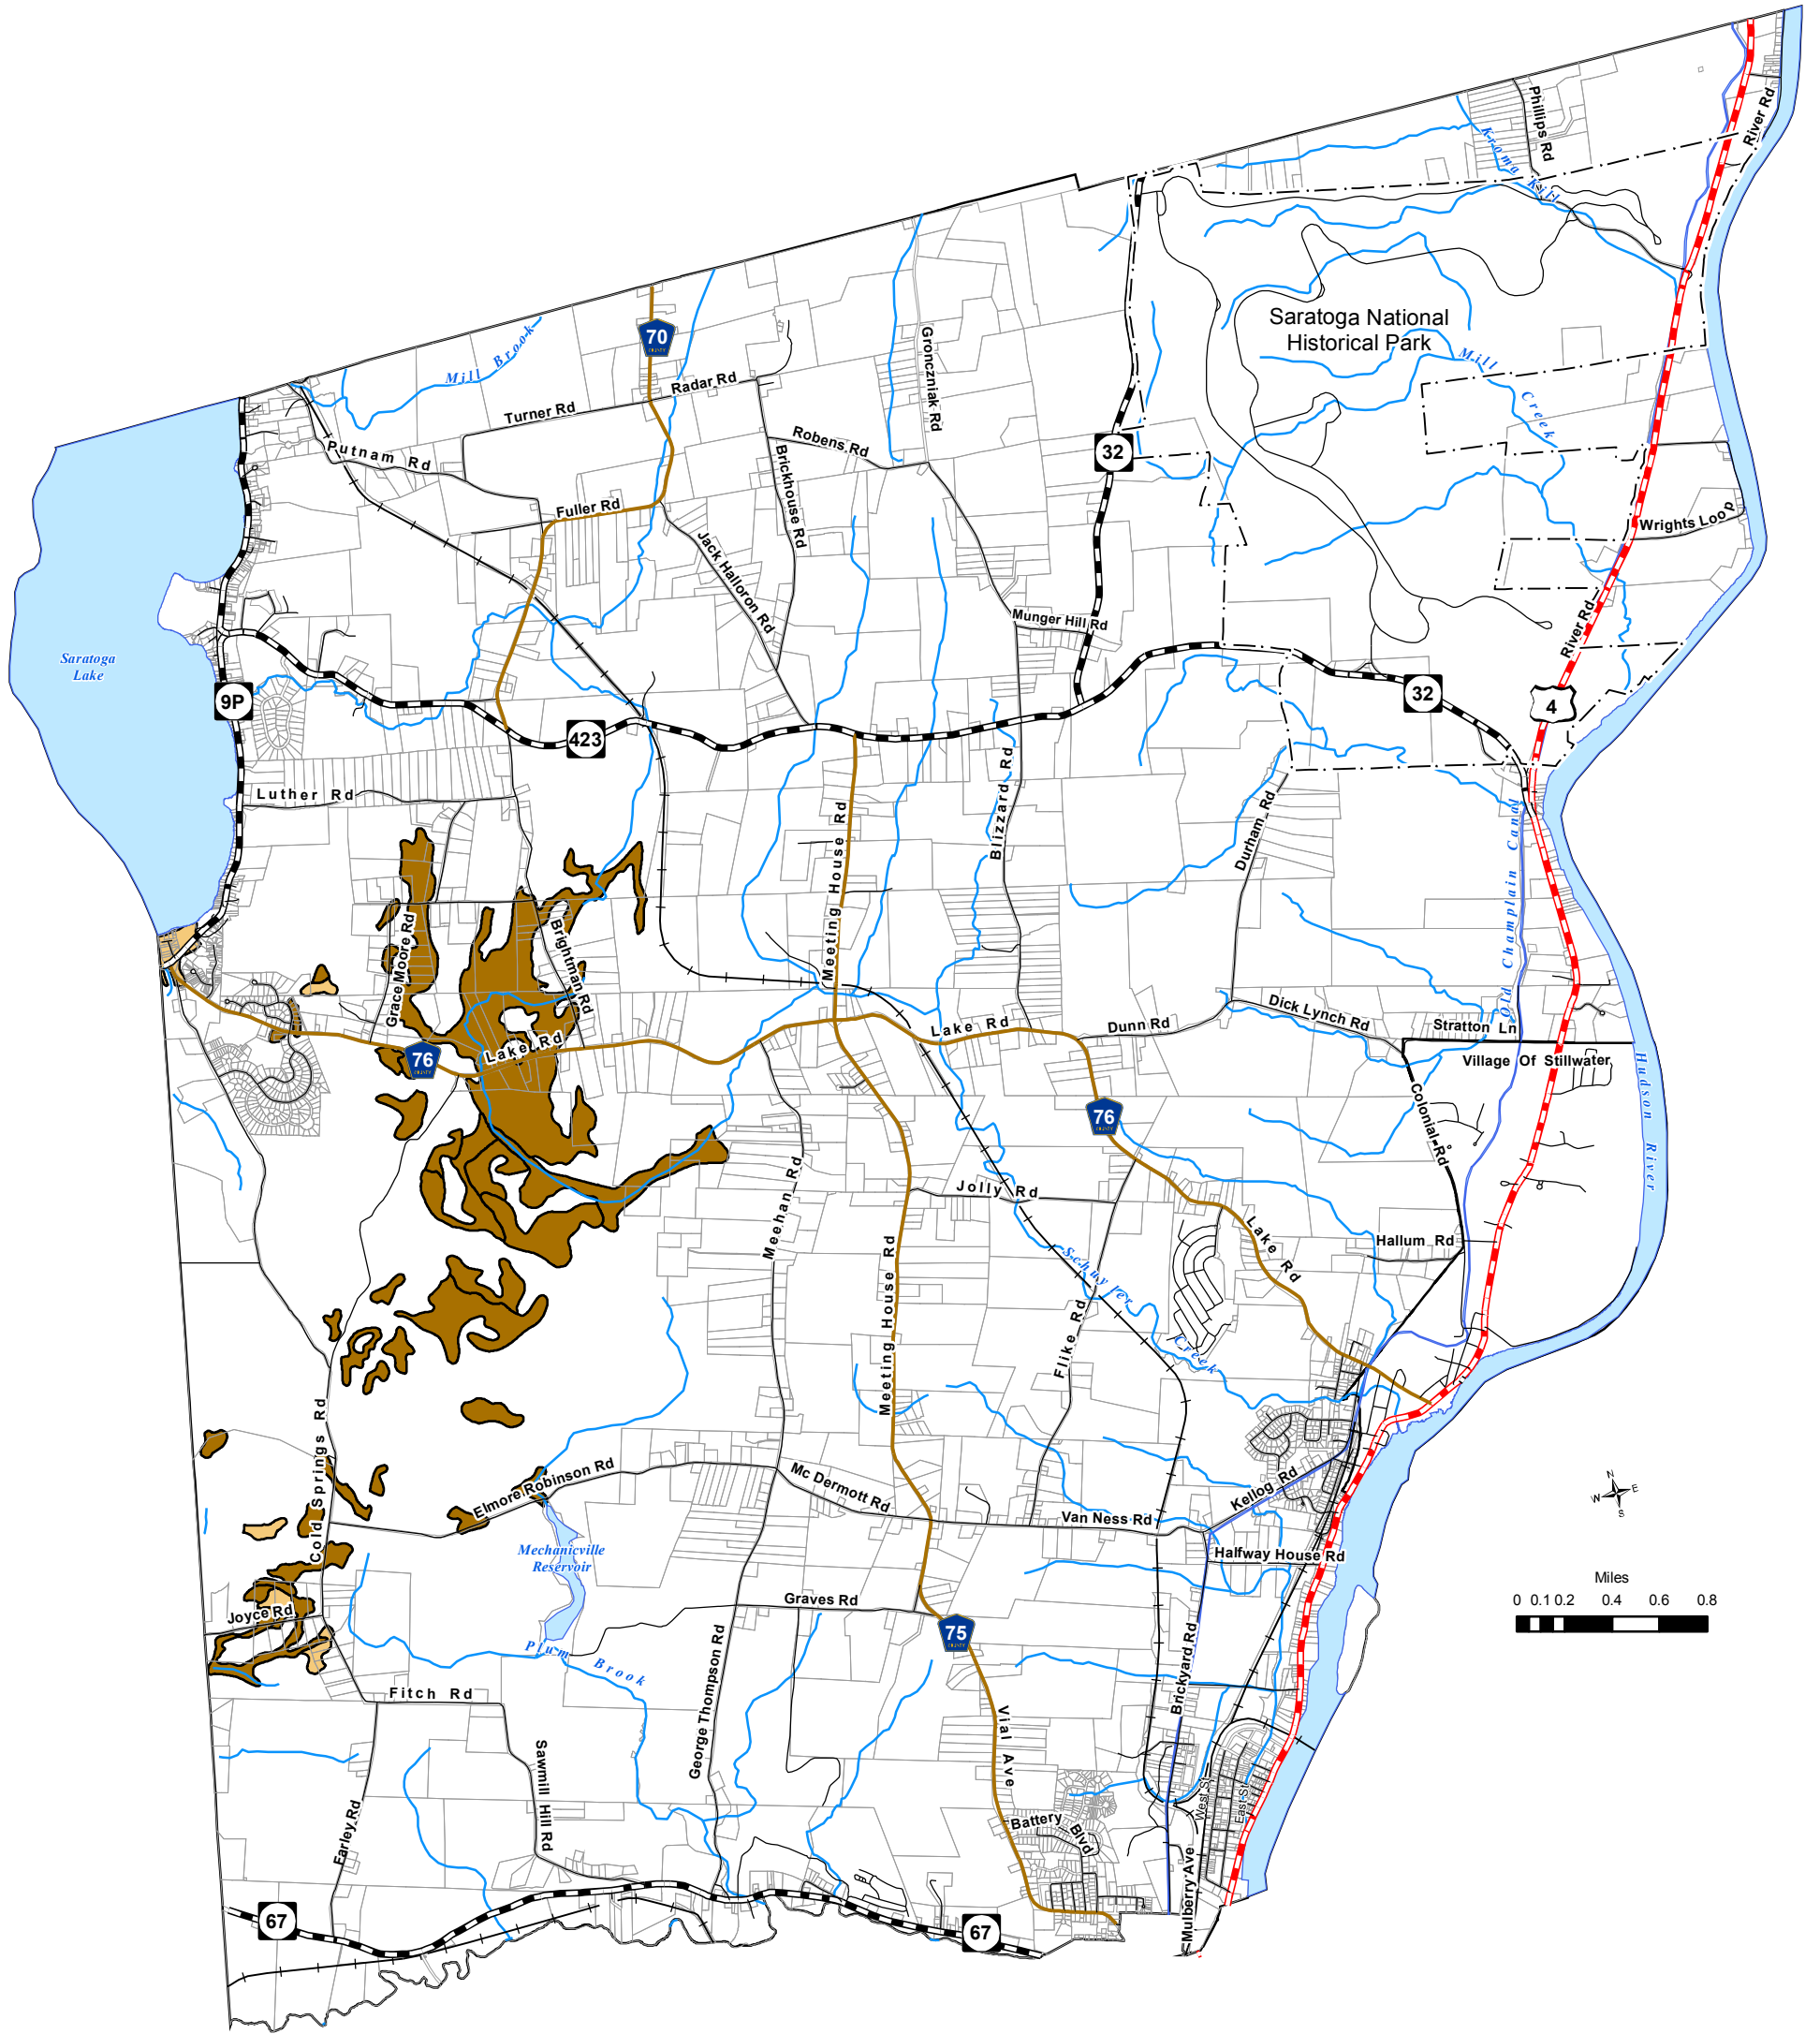 Phillips Rd
Kroma Kill
River Rd
Saratoga National
Historical Park
70
COUNTY
Mill Brook
Radar Rd
Turner Rd
Gronczniak Rd
Mill Creek
Putnam Rd
Robens Rd
32
Brickhouse Rd
Fuller Rd
Wrights Loop
Jack Halloron Rd
Munger Hill Rd
River Rd
Saratoga
Lake
9P
32
4
423
Luther Rd
Blizzard Rd
Durham Rd
Meeting House Rd
Old Champlain Canal
Grace Moore Rd
Brightman Rd
Lake Rd
Dunn Rd
Dick Lynch Rd
Stratton Ln
Lake Rd
76
COUNTY
Village Of Stillwater
Hudson River
76
COUNTY
Colonial Rd
Jolly Rd
Meehan Rd
Lake Rd
Hallum Rd
Meeting House Rd
Schuyler Creek
Flike Rd
Cold Springs Rd
Elmore Robinson Rd
Mc Dermott Rd
Kellog Rd
N
W
E
S
Van Ness Rd
Mechanicville
Reservoir
Halfway House Rd
Miles
0 0.1 0.2 0.4 0.6 0.8
Graves Rd
Joyce Rd
75
COUNTY
Plum Brook
George Thompson Rd
Brickyard Rd
Fitch Rd
Vial Ave
Sawmill Hill Rd
West St
East St
Farley Rd
Battery Blvd
Mulberry Ave
67
67